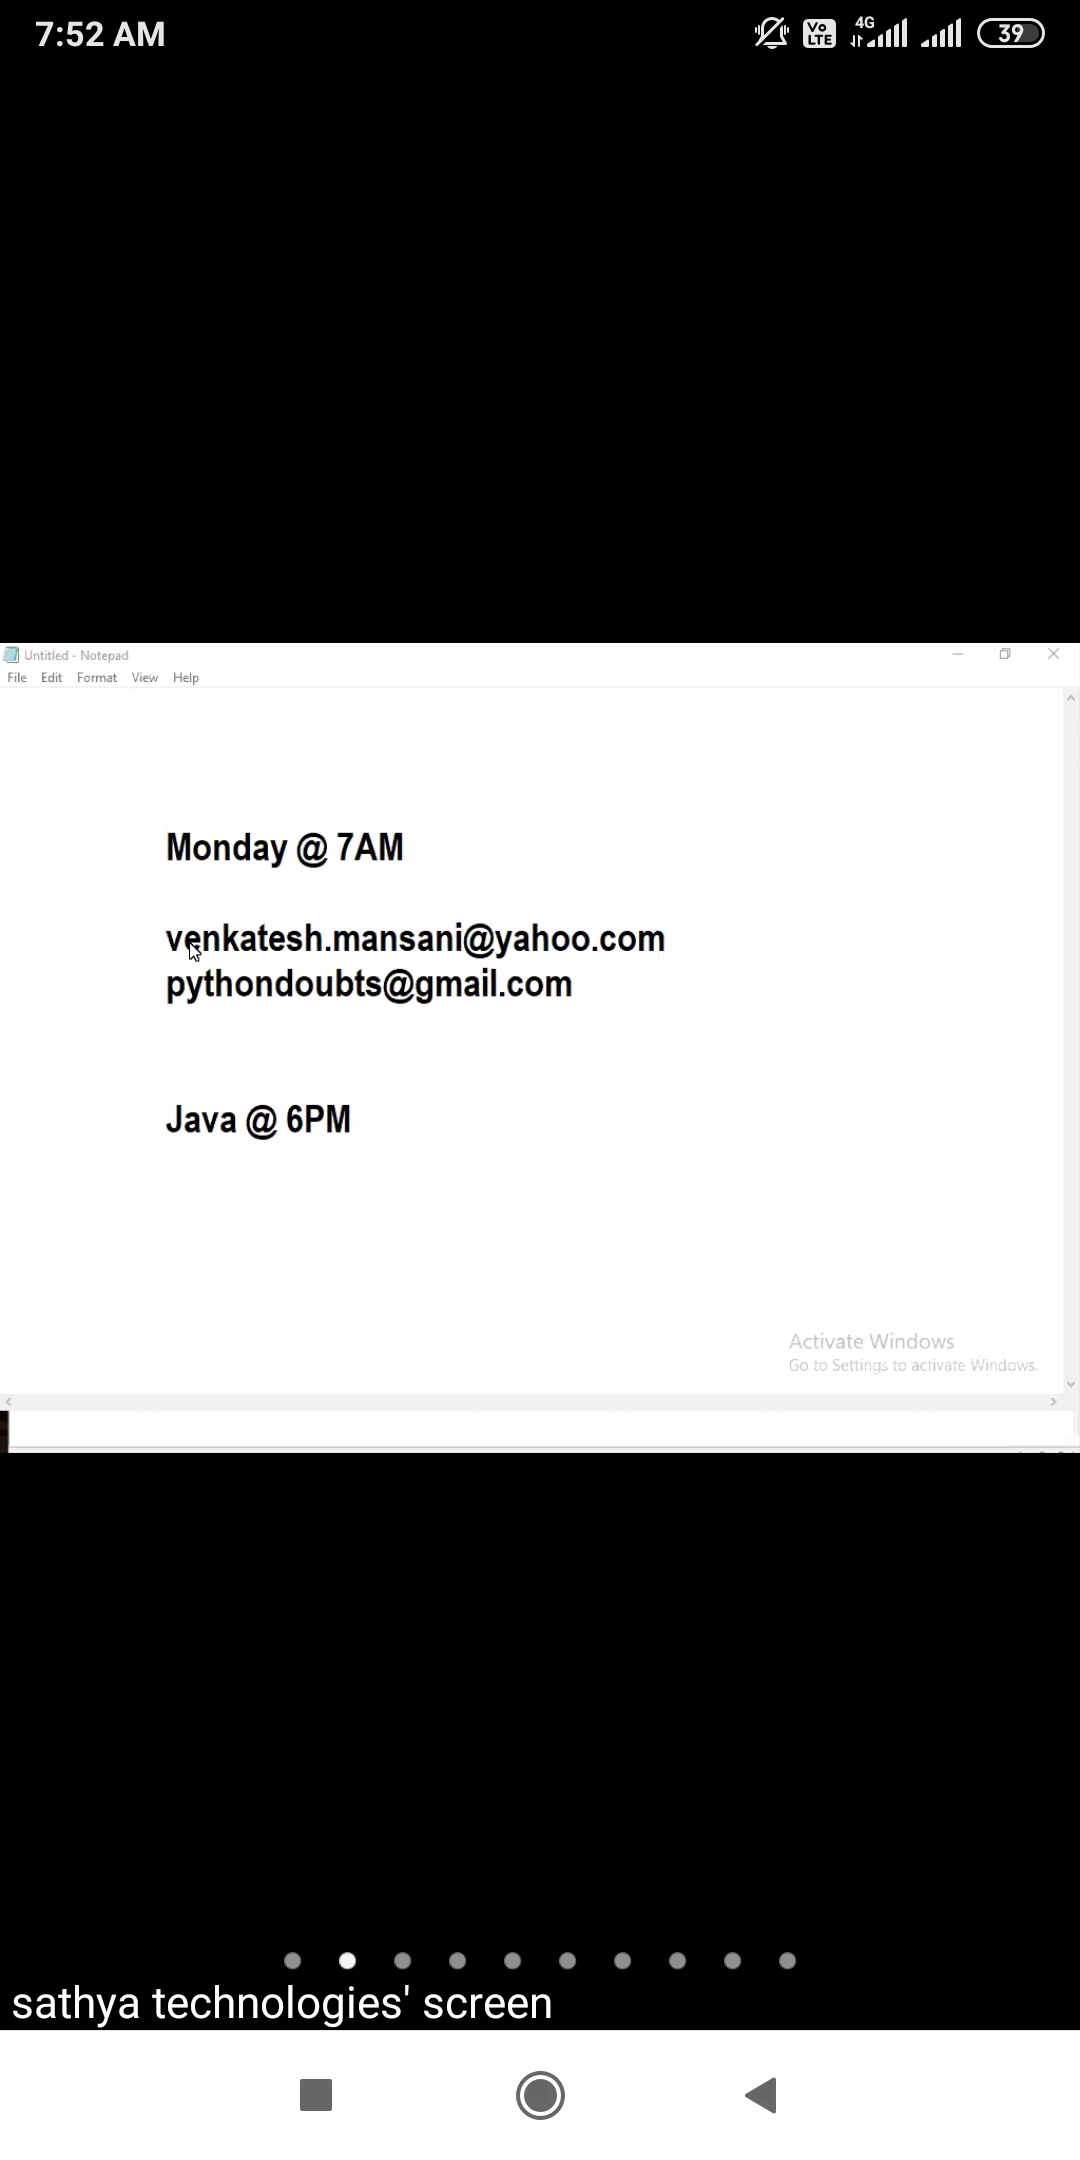 7:52 AM
Vo LTE 4G 39
Untitled - Notepad
File Edit Format View Help
Monday @ 7AM
venkatesh.mansani@yahoo.com
pythondoubts@gmail.com
Java @ 6PM
Activate Windows
Go to Settings to activate Windows.
sathya technologies' screen